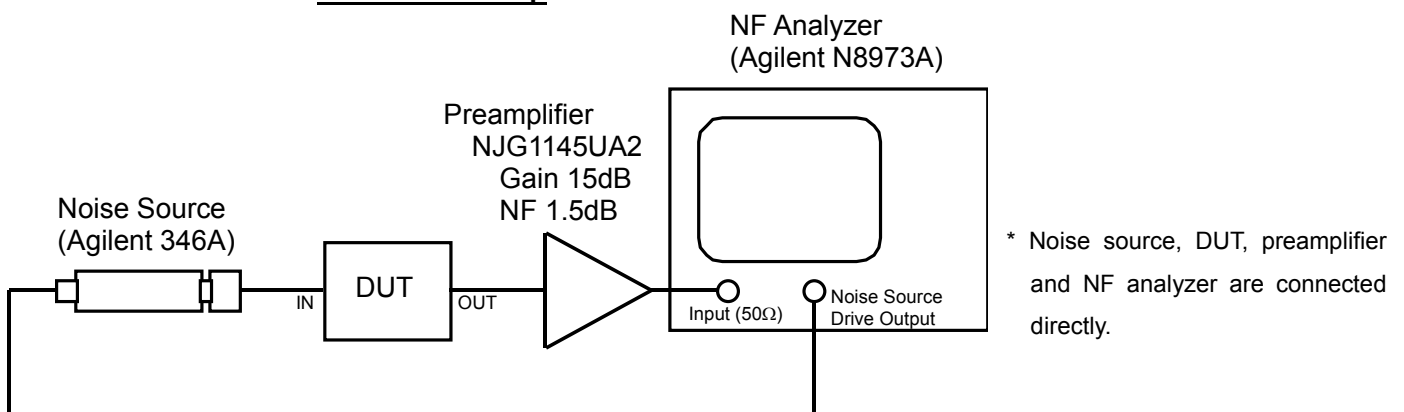 NF Analyzer
(Agilent N8973A)
Preamplifier
NJG1145UA2
Gain 15dB
NF 1.5dB
Noise Source
(Agilent 346A)
DUT
IN
OUT
Input (50Ω)
Noise Source
Drive Output
* Noise source, DUT, preamplifier
and NF analyzer are connected
directly.